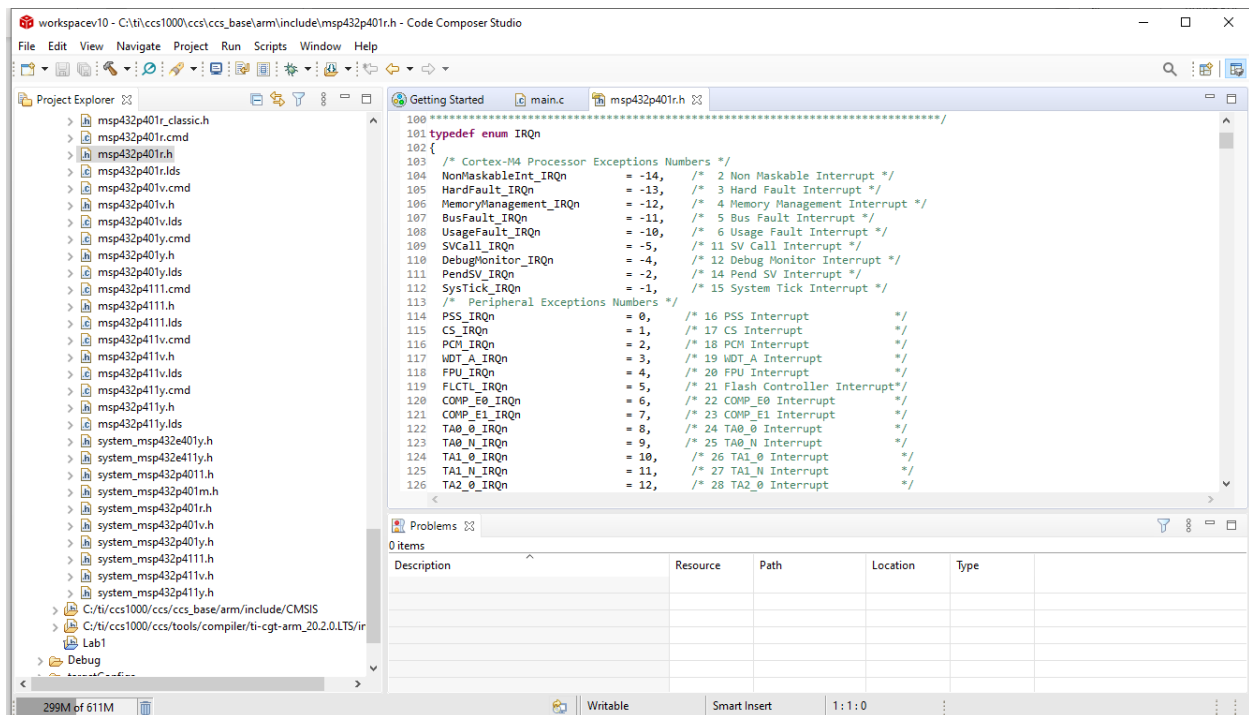 workspacev10 - C:\ti\ccs1000\ccs\ccs_base\arm\include\msp432p401r.h - Code Composer Studio
File Edit View Navigate Project Run Scripts Window Help
Project Explorer
msp432p401r_classic.h
msp432p401r.cmd
msp432p401r.h
msp432p401r.lds
msp432p401v.cmd
msp432p401v.h
msp432p401v.lds
msp432p401y.cmd
msp432p401y.h
msp432p401y.lds
msp432p4111.cmd
msp432p4111.h
msp432p4111.lds
msp432p411v.cmd
msp432p411v.h
msp432p411v.lds
msp432p411y.cmd
msp432p411y.h
msp432p411y.lds
system_msp432e401y.h
system_msp432e411y.h
system_msp432p4011.h
system_msp432p401m.h
system_msp432p401r.h
system_msp432p401v.h
system_msp432p401y.h
system_msp432p4111.h
system_msp432p411v.h
system_msp432p411y.h
C:/ti/ccs1000/ccs/ccs_base/arm/include/CMSIS
C:/ti/ccs1000/ccs/tools/compiler/ti-cgt-arm_20.2.0.LTS/ir
Lab1
Debug
299M of 611M
Getting Started main.c msp432p401r.h
100 ******************************************************************************/
101 typedef enum IRQn
102 {
103 /* Cortex-M4 Processor Exceptions Numbers */
104 NonMaskableInt_IRQn = -14, /* 2 Non Maskable Interrupt */
105 HardFault_IRQn = -13, /* 3 Hard Fault Interrupt */
106 MemoryManagement_IRQn = -12, /* 4 Memory Management Interrupt */
107 BusFault_IRQn = -11, /* 5 Bus Fault Interrupt */
108 UsageFault_IRQn = -10, /* 6 Usage Fault Interrupt */
109 SVCall_IRQn = -5, /* 11 SV Call Interrupt */
110 DebugMonitor_IRQn = -4, /* 12 Debug Monitor Interrupt */
111 PendSV_IRQn = -2, /* 14 Pend SV Interrupt */
112 SysTick_IRQn = -1, /* 15 System Tick Interrupt */
113 /* Peripheral Exceptions Numbers */
114 PSS_IRQn = 0, /* 16 PSS Interrupt */
115 CS_IRQn = 1, /* 17 CS Interrupt */
116 PCM_IRQn = 2, /* 18 PCM Interrupt */
117 WDT_A_IRQn = 3, /* 19 WDT_A Interrupt */
118 FPU_IRQn = 4, /* 20 FPU Interrupt */
119 FLCTL_IRQn = 5, /* 21 Flash Controller Interrupt*/
120 COMP_E0_IRQn = 6, /* 22 COMP_E0 Interrupt */
121 COMP_E1_IRQn = 7, /* 23 COMP_E1 Interrupt */
122 TA0_0_IRQn = 8, /* 24 TA0_0 Interrupt */
123 TA0_N_IRQn = 9, /* 25 TA0_N Interrupt */
124 TA1_0_IRQn = 10, /* 26 TA1_0 Interrupt */
125 TA1_N_IRQn = 11, /* 27 TA1_N Interrupt */
126 TA2_0_IRQn = 12, /* 28 TA2_0 Interrupt */
Problems
0 items
Description Resource Path Location Type
Writable Smart Insert 1 : 1 : 0